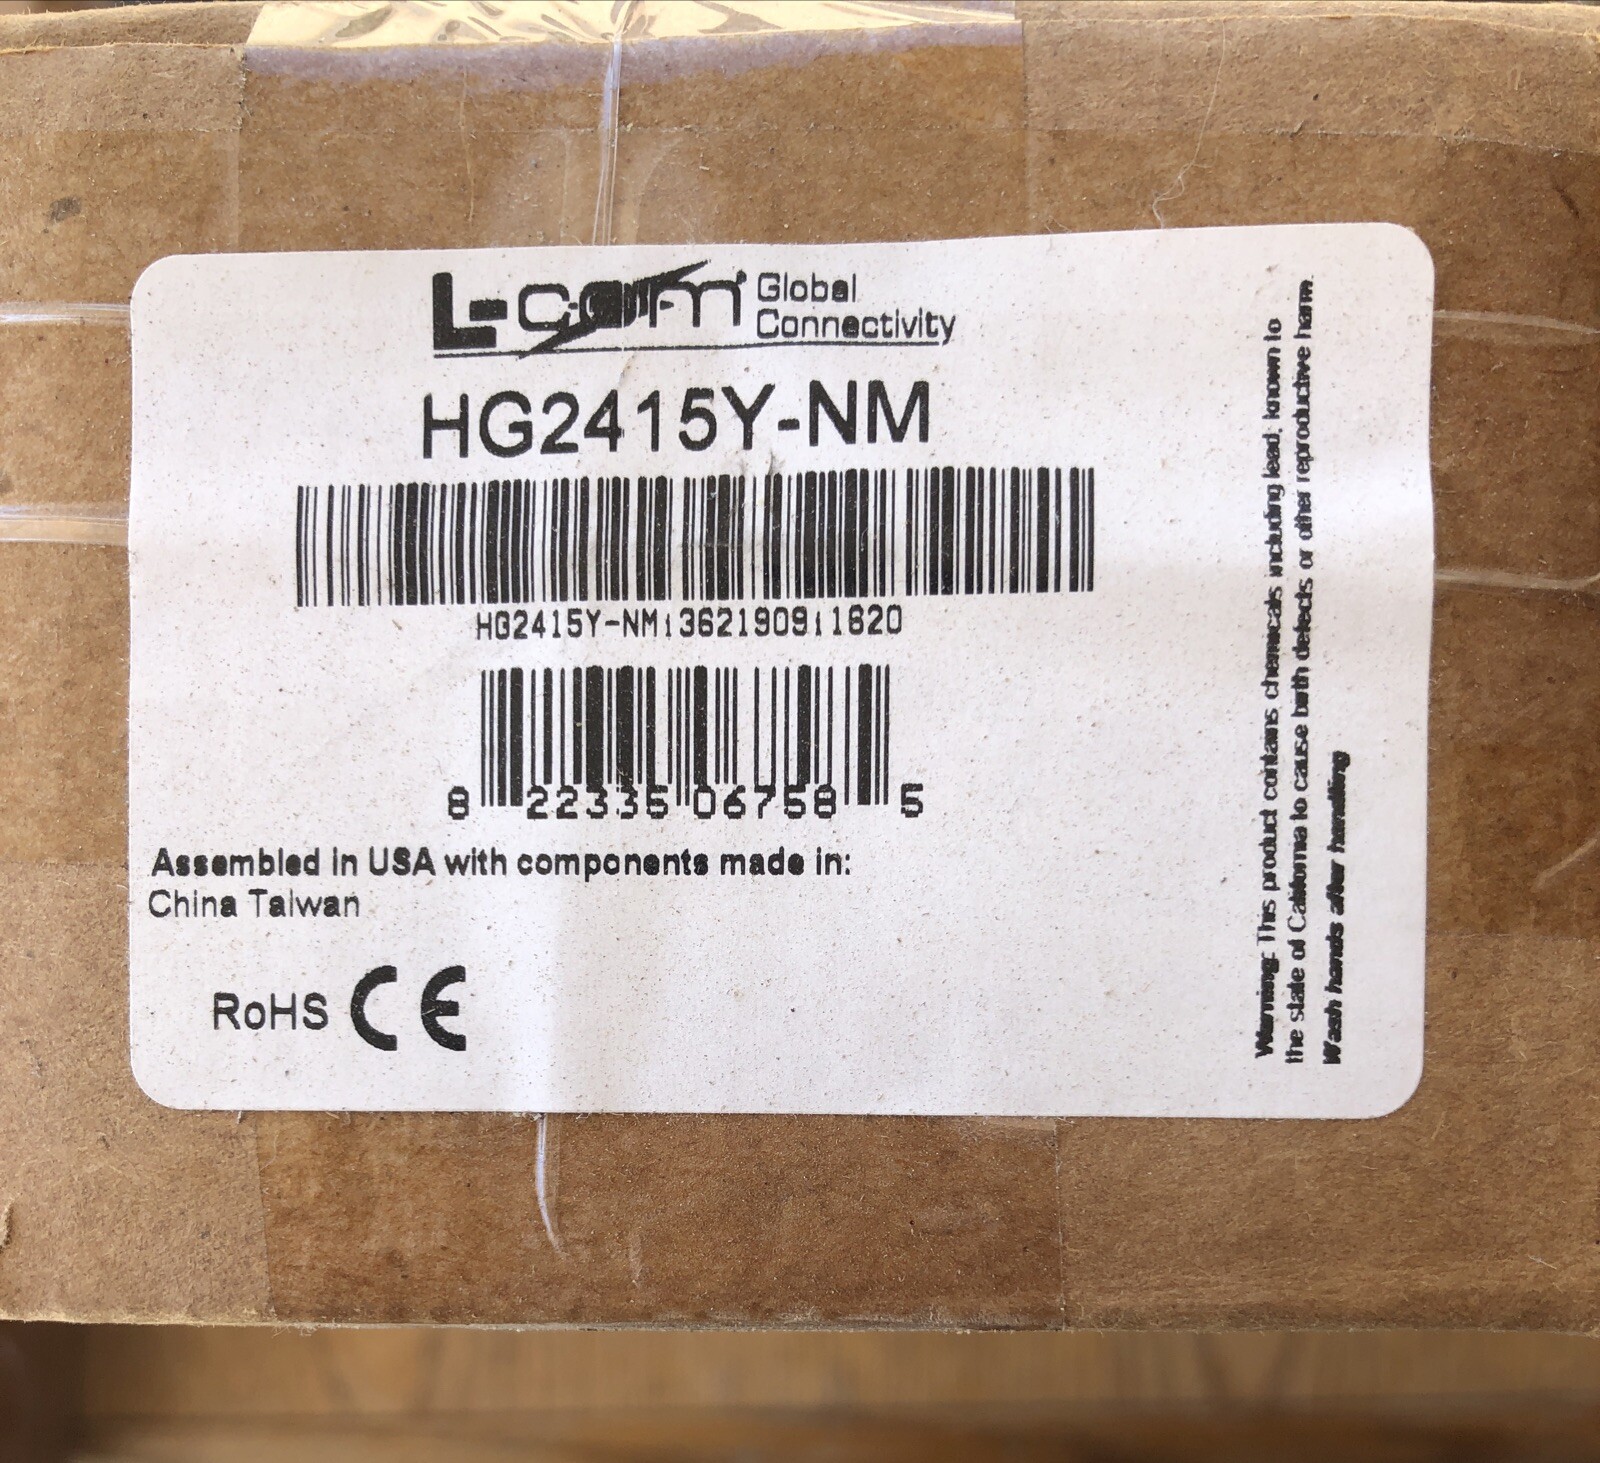 L-com Global
Connectivity
HG2415Y-NM
HG2415Y-NM¦3621909¦1620
8 22335 06758 5
Assembled in USA with components made in:
China Taiwan
RoHS CE
Warning: This product contains chemicals including lead, known to
the state of California to cause birth defects or other reproductive harm.
Wash hands after handling